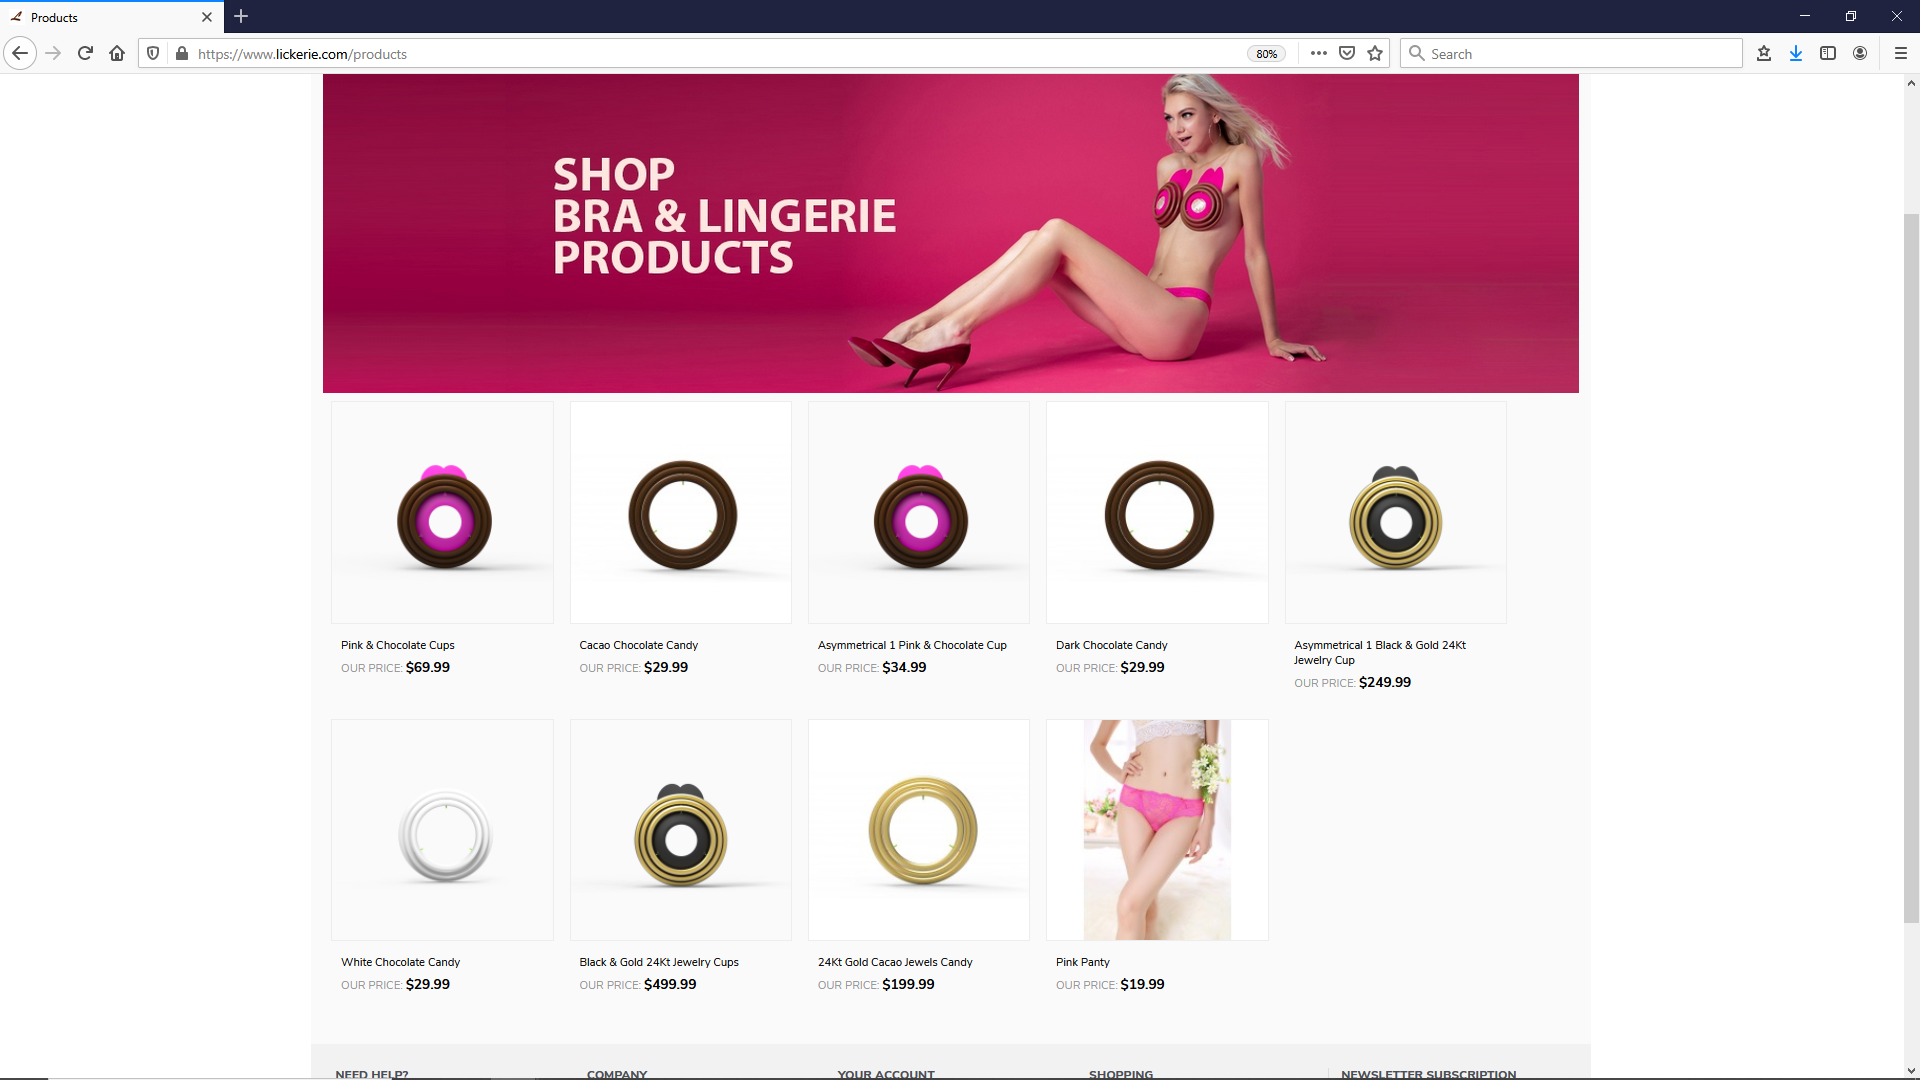 Products
https://www.lickerie.com/products
80%
Search
SHOP
BRA & LINGERIE
PRODUCTS
Pink & Chocolate Cups
OUR PRICE: $69.99
Cacao Chocolate Candy
OUR PRICE: $29.99
Asymmetrical 1 Pink & Chocolate Cup
OUR PRICE: $34.99
Dark Chocolate Candy
OUR PRICE: $29.99
Asymmetrical 1 Black & Gold 24Kt
Jewelry Cup
OUR PRICE: $249.99
White Chocolate Candy
OUR PRICE: $29.99
Black & Gold 24Kt Jewelry Cups
OUR PRICE: $499.99
24Kt Gold Cacao Jewels Candy
OUR PRICE: $199.99
Pink Panty
OUR PRICE: $19.99
NEED HELP?
COMPANY
YOUR ACCOUNT
SHOPPING
NEWSLETTER SUBSCRIPTION